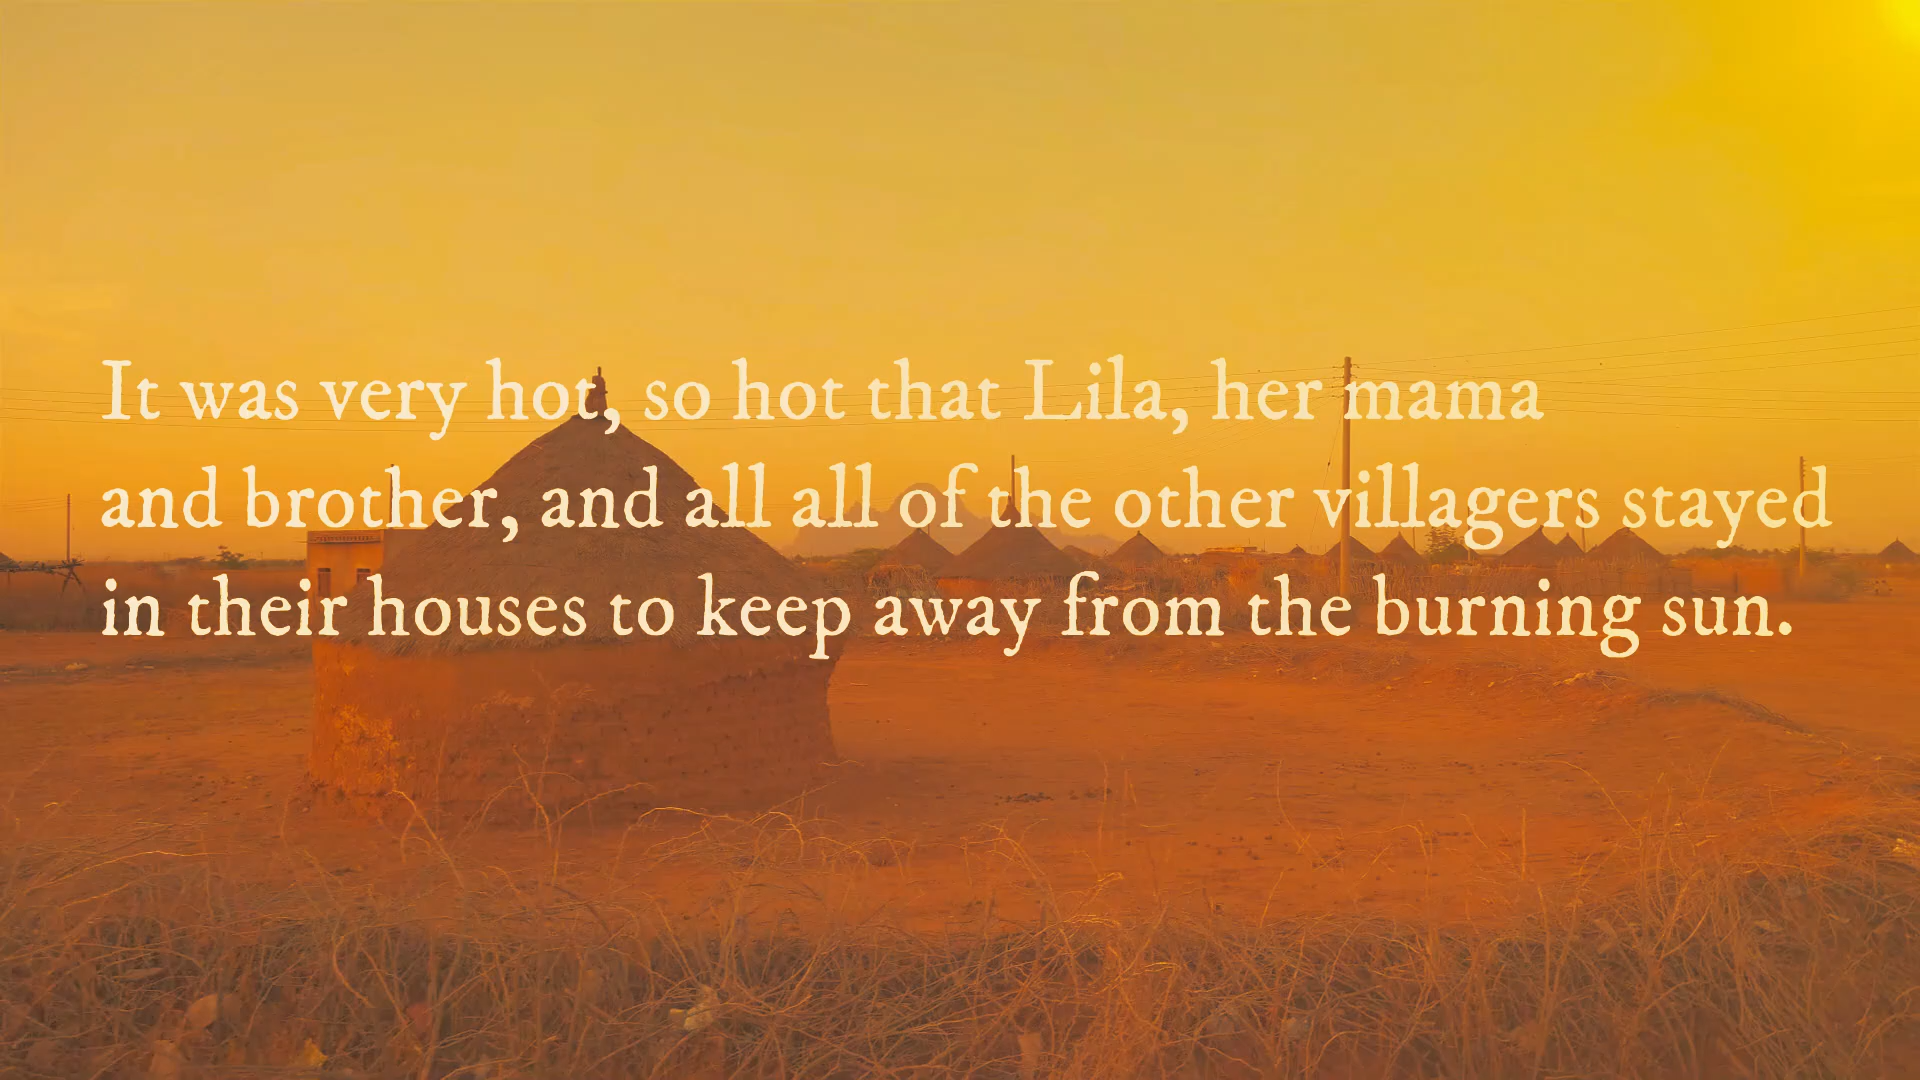 It was very hot, so hot that Lila, her mama
and brother, and all all of the other villagers stayed
in their houses to keep away from the burning sun.